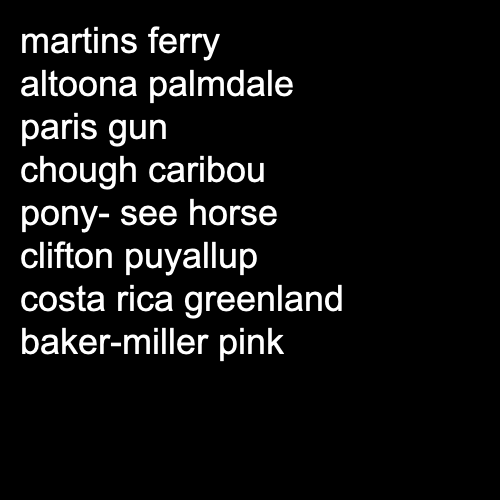 martins ferry
altoona palmdale
paris gun
chough caribou
pony- see horse
clifton puyallup
costa rica greenland
baker-miller pink